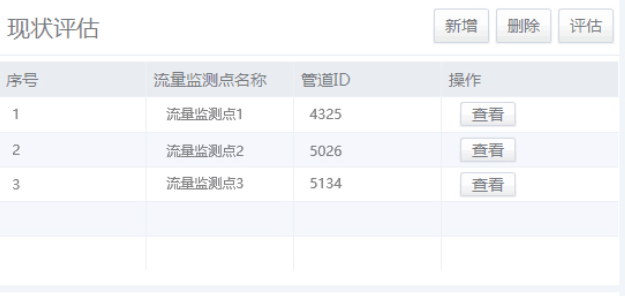 现状评估 新增 删除 评估
序号 流量监测点名称 管道ID 操作
1 流量监测点1 4325 查看
2 流量监测点2 5026 查看
3 流量监测点3 5134 查看